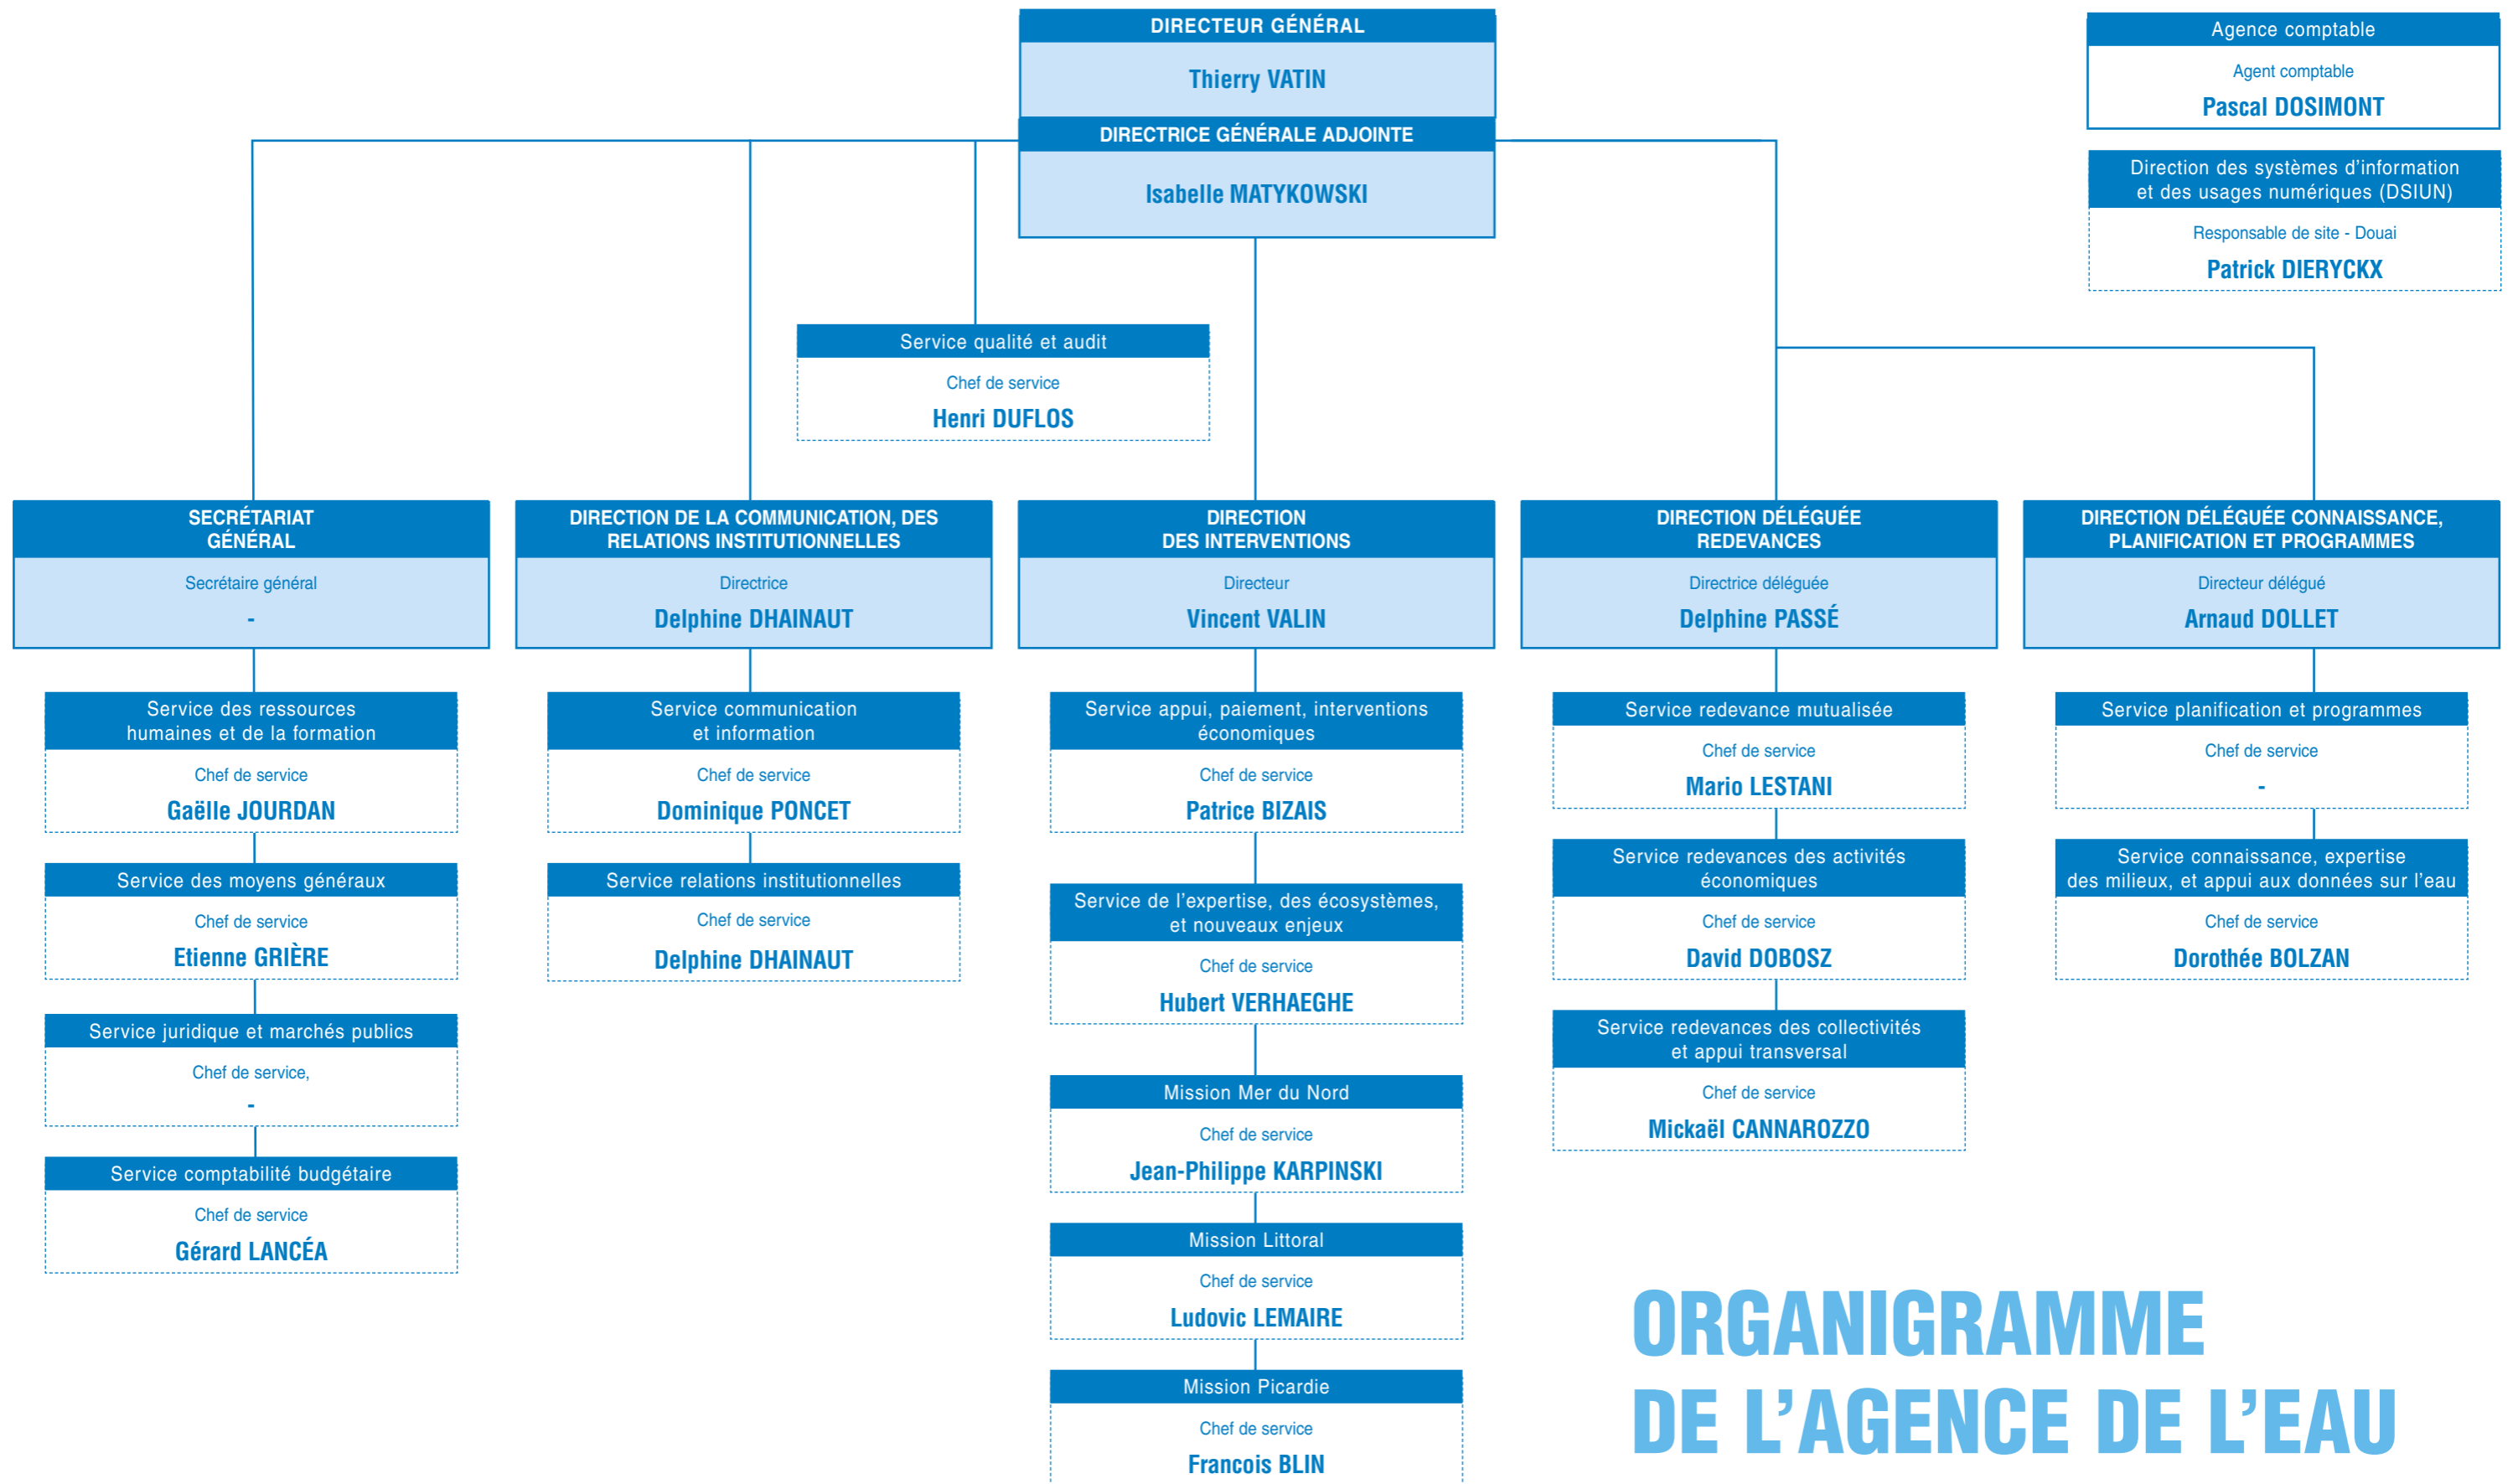 DIRECTEUR GÉNÉRAL
Thierry VATIN
DIRECTRICE GÉNÉRALE ADJOINTE
Isabelle MATYKOWSKI
Agence comptable
Agent comptable
Pascal DOSIMONT
Direction des systèmes d’information
et des usages numériques (DSIUN)
Responsable de site - Douai
Patrick DIERYCKX
Service qualité et audit
Chef de service
Henri DUFLOS
SECRÉTARIAT
GÉNÉRAL
Secrétaire général
-
Service des ressources
humaines et de la formation
Chef de service
Gaëlle JOURDAN
Service des moyens généraux
Chef de service
Etienne GRIÈRE
Service juridique et marchés publics
Chef de service,
-
Service comptabilité budgétaire
Chef de service
Gérard LANCÉA
DIRECTION DE LA COMMUNICATION, DES
RELATIONS INSTITUTIONNELLES
Directrice
Delphine DHAINAUT
Service communication
et information
Chef de service
Dominique PONCET
Service relations institutionnelles
Chef de service
Delphine DHAINAUT
DIRECTION
DES INTERVENTIONS
Directeur
Vincent VALIN
Service appui, paiement, interventions
économiques
Chef de service
Patrice BIZAIS
Service de l’expertise, des écosystèmes,
et nouveaux enjeux
Chef de service
Hubert VERHAEGHE
Mission Mer du Nord
Chef de service
Jean-Philippe KARPINSKI
Mission Littoral
Chef de service
Ludovic LEMAIRE
Mission Picardie
Chef de service
Francois BLIN
DIRECTION DÉLÉGUÉE
REDEVANCES
Directrice déléguée
Delphine PASSÉ
Service redevance mutualisée
Chef de service
Mario LESTANI
Service redevances des activités
économiques
Chef de service
David DOBOSZ
Service redevances des collectivités
et appui transversal
Chef de service
Mickaël CANNAROZZO
DIRECTION DÉLÉGUÉE CONNAISSANCE,
PLANIFICATION ET PROGRAMMES
Directeur délégué
Arnaud DOLLET
Service planification et programmes
Chef de service
-
Service connaissance, expertise
des milieux, et appui aux données sur l’eau
Chef de service
Dorothée BOLZAN
ORGANIGRAMME
DE L’AGENCE DE L’EAU